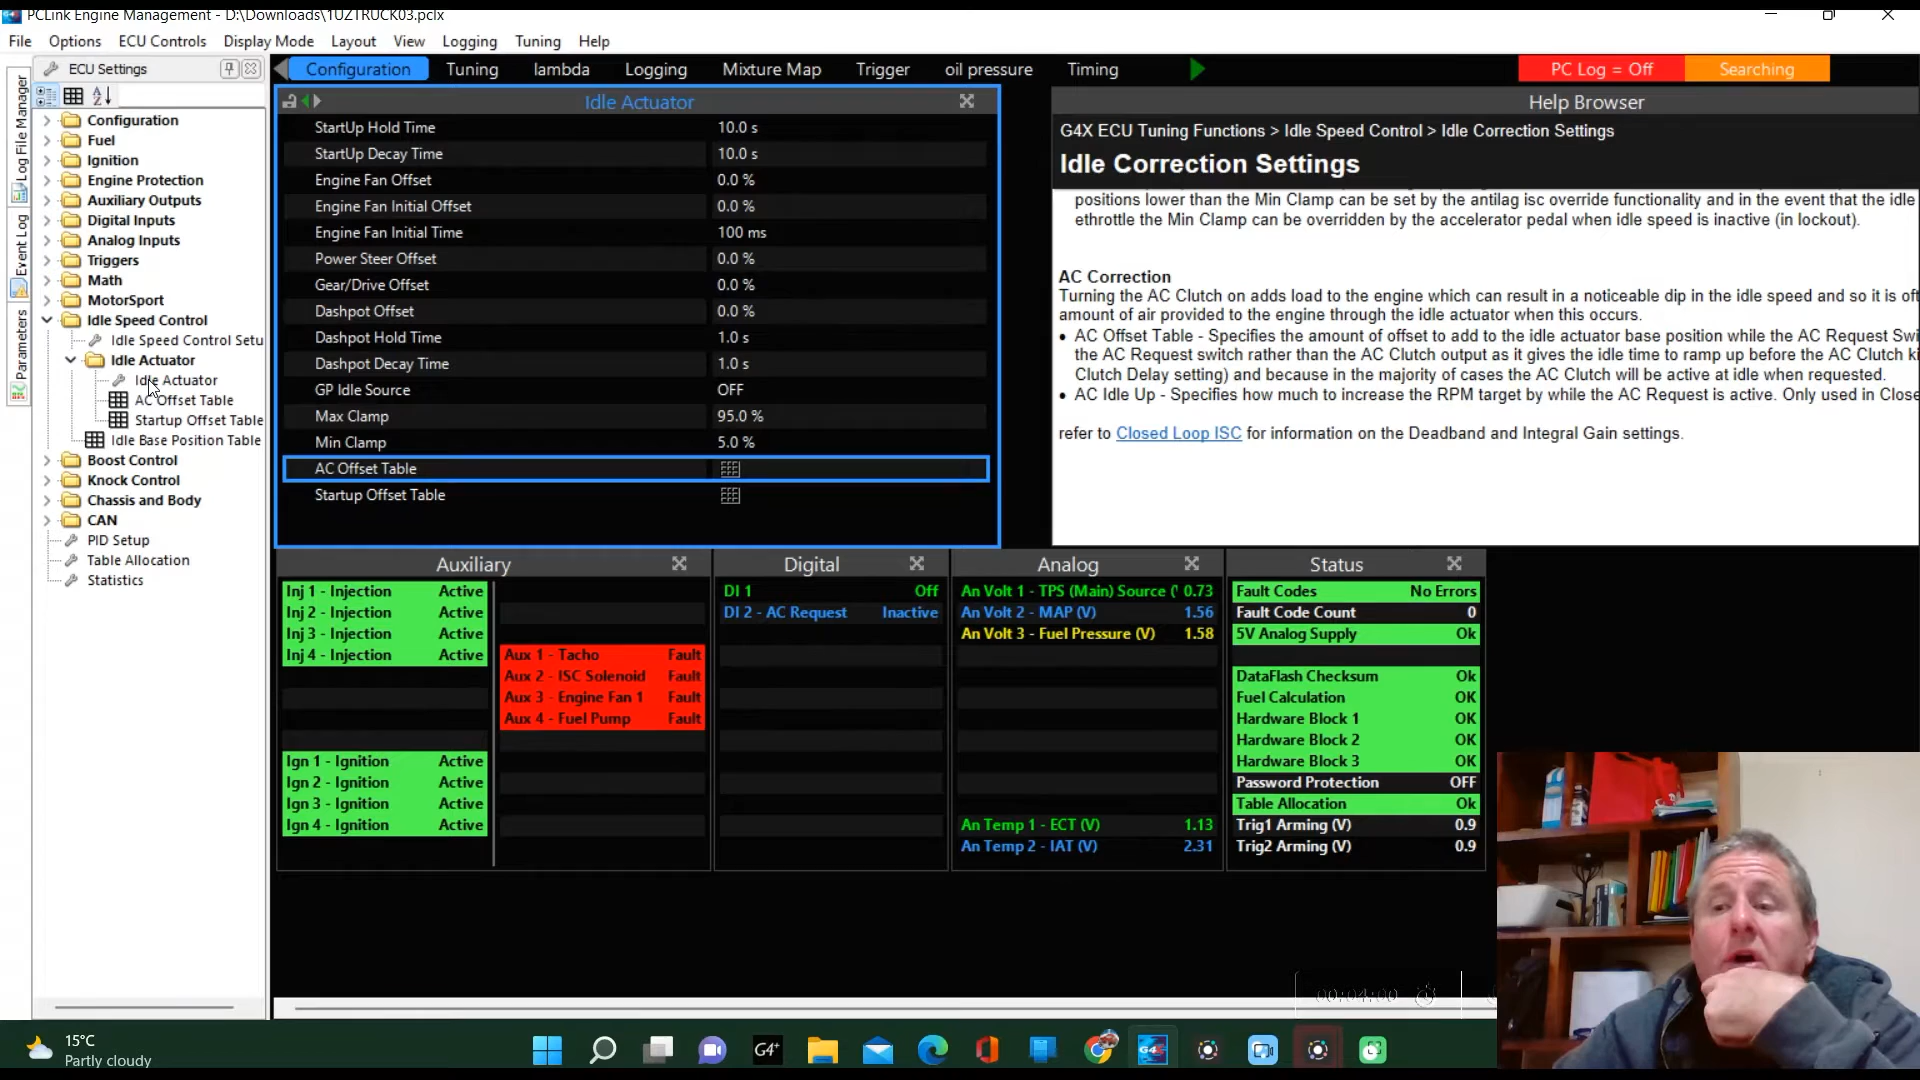 PCLink Engine Management - D:\Downloads\1UZTRUCK03.pclx
File Options ECU Controls Display Mode Layout View Logging Tuning Help
Log File Manager
Event Log
Parameters
ECU Settings
Configuration
Fuel
Ignition
Engine Protection
Auxiliary Outputs
Digital Inputs
Analog Inputs
Triggers
Math
MotorSport
Idle Speed Control
Idle Speed Control Setu
Idle Actuator
Idle Actuator
AC Offset Table
Startup Offset Table
Idle Base Position Table
Boost Control
Knock Control
Chassis and Body
CAN
PID Setup
Table Allocation
Statistics
Configuration Tuning lambda Logging Mixture Map Trigger oil pressure Timing
PC Log = Off Searching
Idle Actuator
StartUp Hold Time 10.0 s
StartUp Decay Time 10.0 s
Engine Fan Offset 0.0 %
Engine Fan Initial Offset 0.0 %
Engine Fan Initial Time 100 ms
Power Steer Offset 0.0 %
Gear/Drive Offset 0.0 %
Dashpot Offset 0.0 %
Dashpot Hold Time 1.0 s
Dashpot Decay Time 1.0 s
GP Idle Source OFF
Max Clamp 95.0 %
Min Clamp 5.0 %
AC Offset Table
Startup Offset Table
Help Browser
G4X ECU Tuning Functions > Idle Speed Control > Idle Correction Settings
Idle Correction Settings
positions lower than the Min Clamp can be set by the antilag isc override functionality and in the event that the idle
ethrottle the Min Clamp can be overridden by the accelerator pedal when idle speed is inactive (in lockout).
AC Correction
Turning the AC Clutch on adds load to the engine which can result in a noticeable dip in the idle speed and so it is oft
amount of air provided to the engine through the idle actuator when this occurs.
• AC Offset Table - Specifies the amount of offset to add to the idle actuator base position while the AC Request Swi
the AC Request switch rather than the AC Clutch output as it gives the idle time to ramp up before the AC Clutch ki
Clutch Delay setting) and because in the majority of cases the AC Clutch will be active at idle when requested.
• AC Idle Up - Specifies how much to increase the RPM target by while the AC Request is active. Only used in Close
refer to Closed Loop ISC for information on the Deadband and Integral Gain settings.
Auxiliary
Inj 1 - Injection Active
Inj 2 - Injection Active
Inj 3 - Injection Active
Inj 4 - Injection Active
Ign 1 - Ignition Active
Ign 2 - Ignition Active
Ign 3 - Ignition Active
Ign 4 - Ignition Active
Aux 1 - Tacho Fault
Aux 2 - ISC Solenoid Fault
Aux 3 - Engine Fan 1 Fault
Aux 4 - Fuel Pump Fault
Digital
DI 1 Off
DI 2 - AC Request Inactive
Analog
An Volt 1 - TPS (Main) Source (' 0.73
An Volt 2 - MAP (V) 1.56
An Volt 3 - Fuel Pressure (V) 1.58
An Temp 1 - ECT (V) 1.13
An Temp 2 - IAT (V) 2.31
Status
Fault Codes No Errors
Fault Code Count 0
5V Analog Supply Ok
DataFlash Checksum Ok
Fuel Calculation OK
Hardware Block 1 OK
Hardware Block 2 OK
Hardware Block 3 OK
Password Protection OFF
Table Allocation Ok
Trig1 Arming (V) 0.9
Trig2 Arming (V) 0.9
00:04:00
15°C
Partly cloudy
G4+
G4X